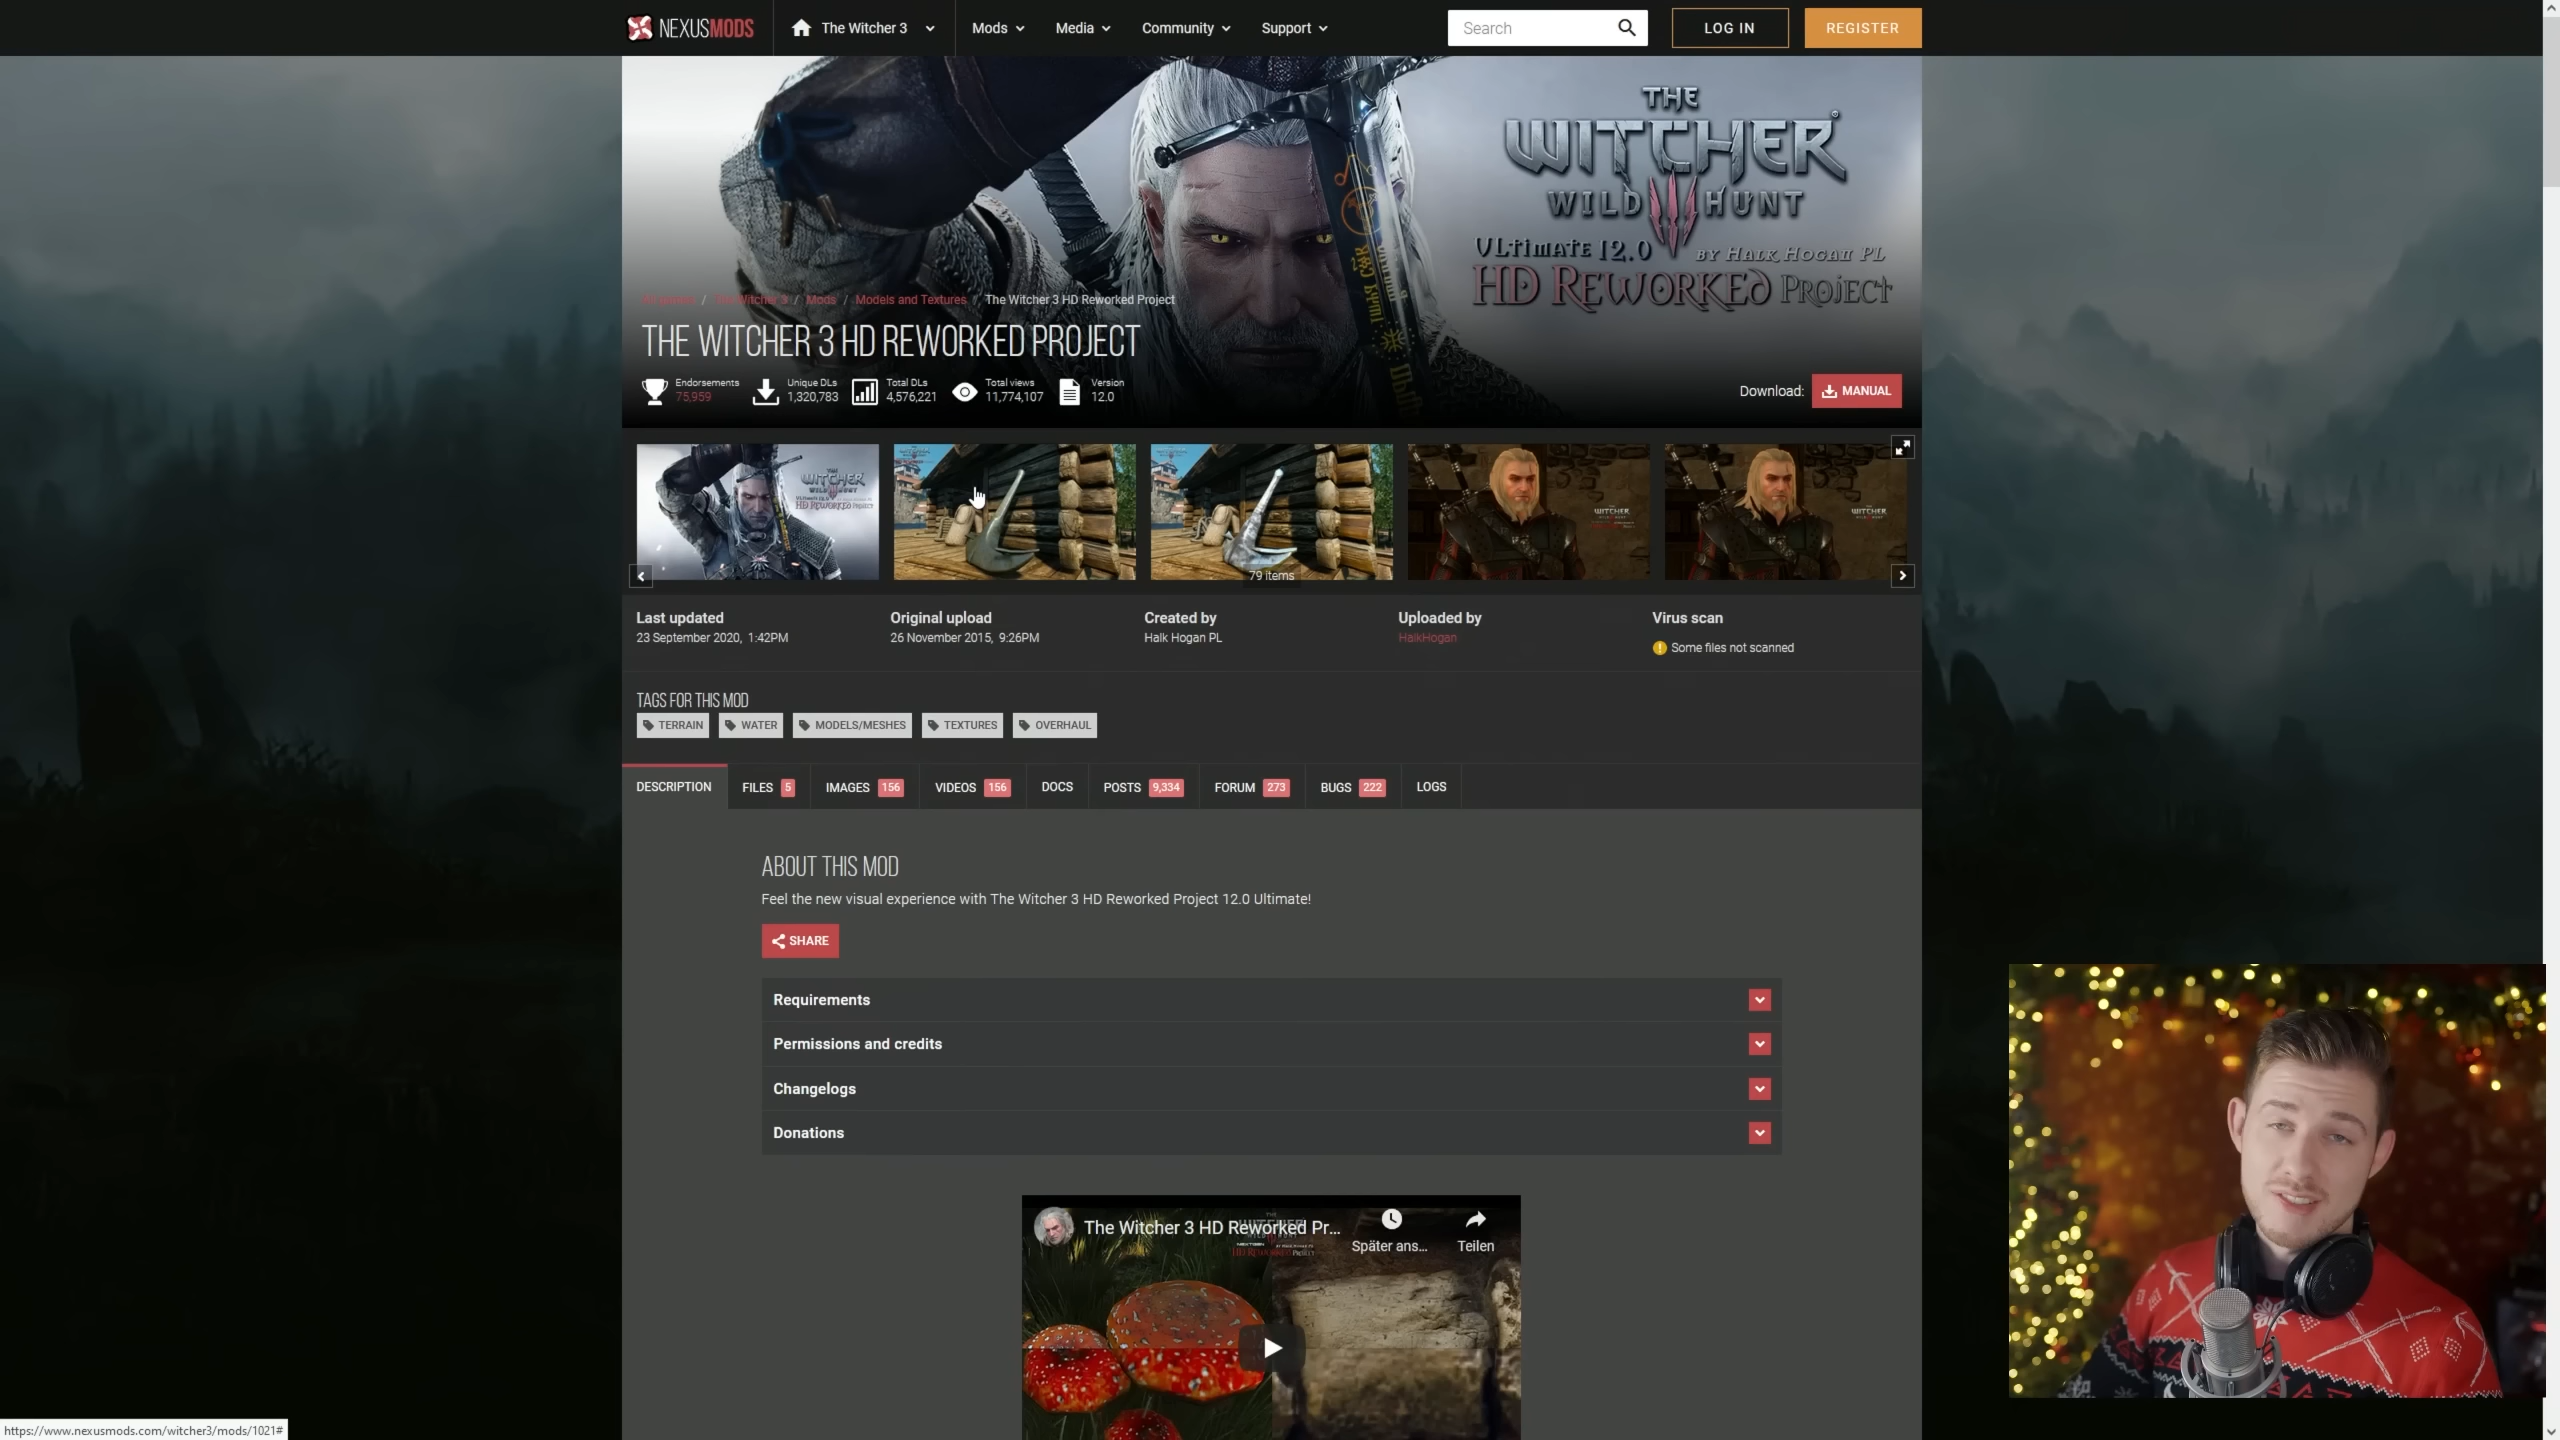 NEXUSMODS
The Witcher 3
Mods
Media
Community
Support
Search
LOG IN
REGISTER
THE
WITCHER
WILD HUNT
ULTIMATE 12.0
BY HALK HOGAN PL
HD REWORKED PROJECT
The Witcher 3 / Mods / Models and Textures / The Witcher 3 HD Reworked Project
THE WITCHER 3 HD REWORKED PROJECT
Endorsements
75,959
Unique DLs
1,320,783
Total DLs
4,576,221
Total views
11,774,107
Version
12.0
Download:
MANUAL
79 items
Last updated
23 September 2020, 1:42PM
Original upload
26 November 2015, 9:26PM
Created by
Halk Hogan PL
Uploaded by
HalkHogan
Virus scan
Some files not scanned
TAGS FOR THIS MOD
TERRAIN
WATER
MODELS/MESHES
TEXTURES
OVERHAUL
DESCRIPTION
FILES 5
IMAGES 156
VIDEOS 156
DOCS
POSTS 9,334
FORUM 273
BUGS 222
LOGS
ABOUT THIS MOD
Feel the new visual experience with The Witcher 3 HD Reworked Project 12.0 Ultimate!
SHARE
Requirements
Permissions and credits
Changelogs
Donations
The Witcher 3 HD Reworked Pr...
Später ans...
Teilen
https://www.nexusmods.com/witcher3/mods/1021#